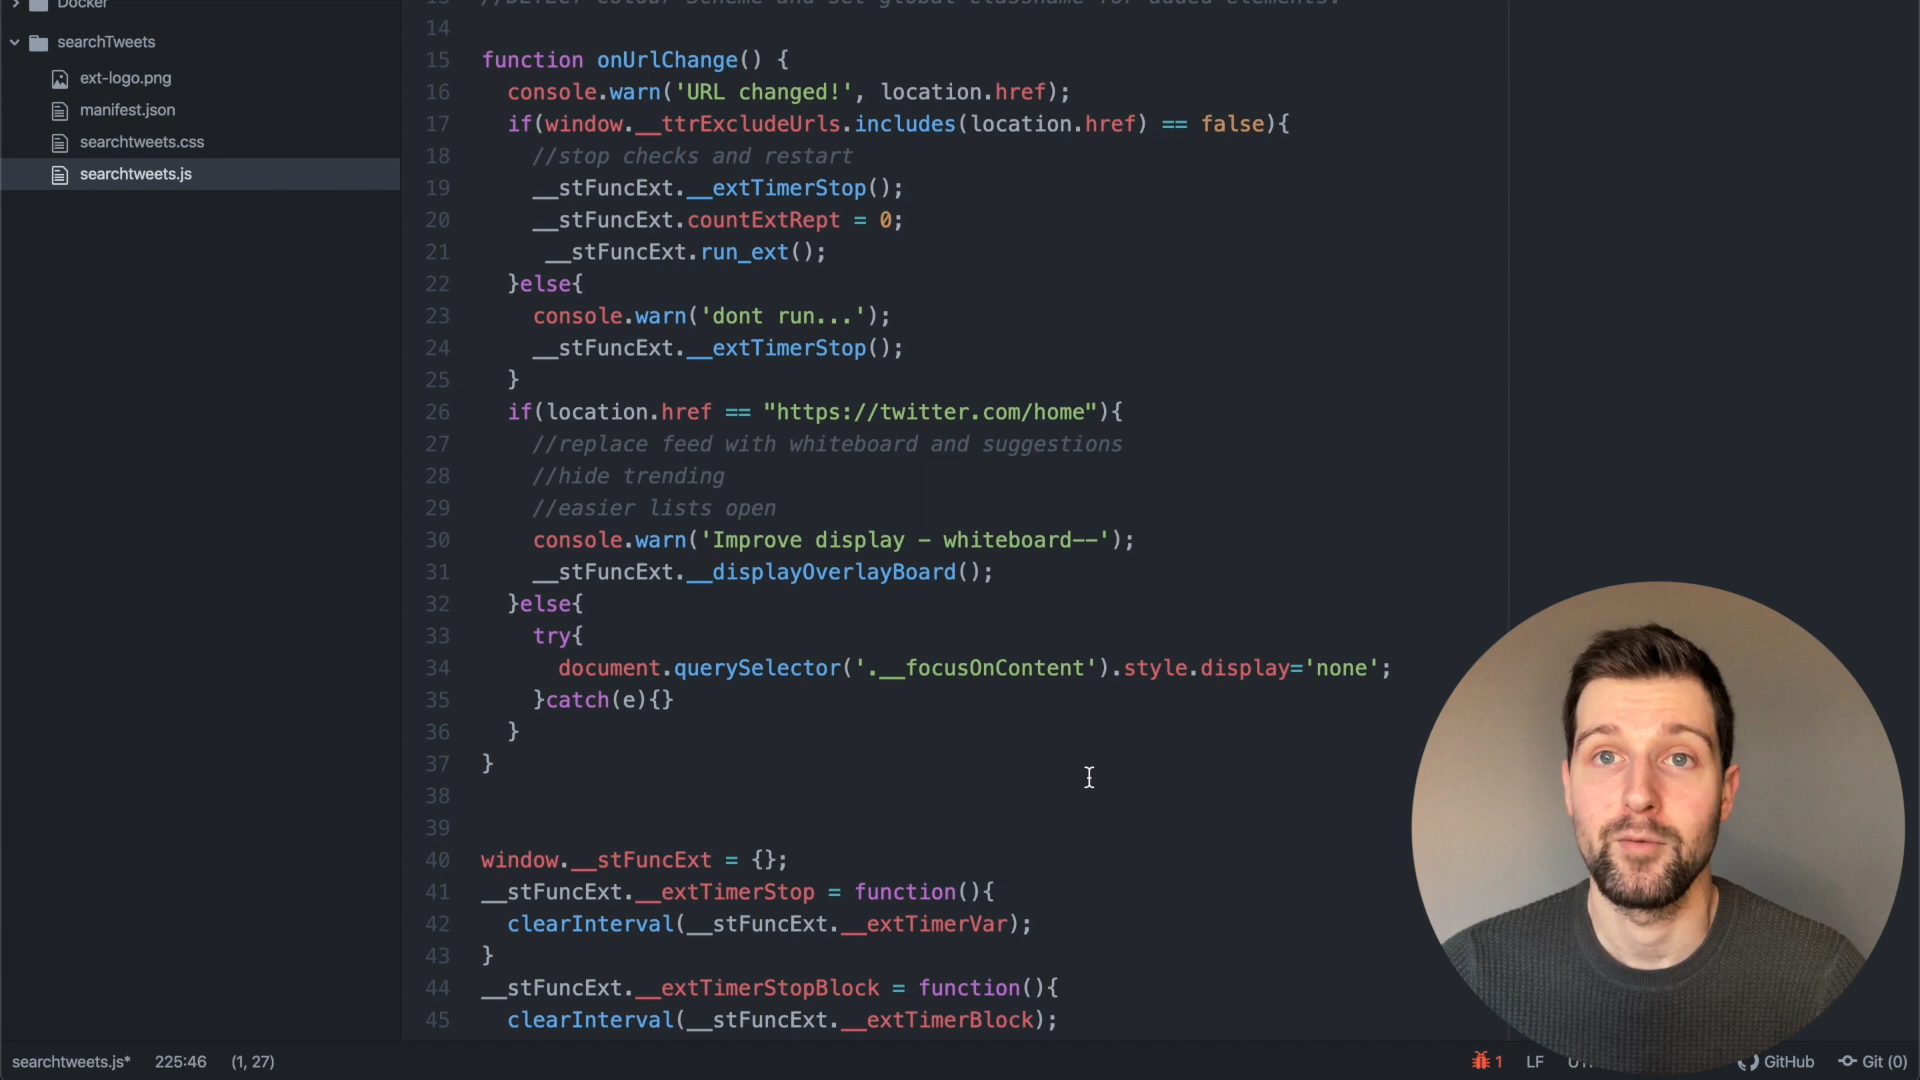 Docker
searchTweets
ext-logo.png
manifest.json
searchtweets.css
searchtweets.js
14
15 function onUrlChange() {
16 console.warn('URL changed!', location.href);
17 if(window.__ttrExcludeUrls.includes(location.href) == false){
18 //stop checks and restart
19 __stFuncExt.__extTimerStop();
20 __stFuncExt.countExtRept = 0;
21 __stFuncExt.run_ext();
22 }else{
23 console.warn('dont run...');
24 __stFuncExt.__extTimerStop();
25 }
26 if(location.href == "https://twitter.com/home"){
27 //replace feed with whiteboard and suggestions
28 //hide trending
29 //easier lists open
30 console.warn('Improve display - whiteboard--');
31 __stFuncExt.__displayOverlayBoard();
32 }else{
33 try{
34 document.querySelector('.__focusOnContent').style.display='none';
35 }catch(e){}
36 }
37 }
38
39
40 window.__stFuncExt = {};
41 __stFuncExt.__extTimerStop = function(){
42 clearInterval(__stFuncExt.__extTimerVar);
43 }
44 __stFuncExt.__extTimerStopBlock = function(){
45 clearInterval(__stFuncExt.__extTimerBlock);
searchtweets.js* 225:46 (1, 27) 1 LF GitHub Git (0)